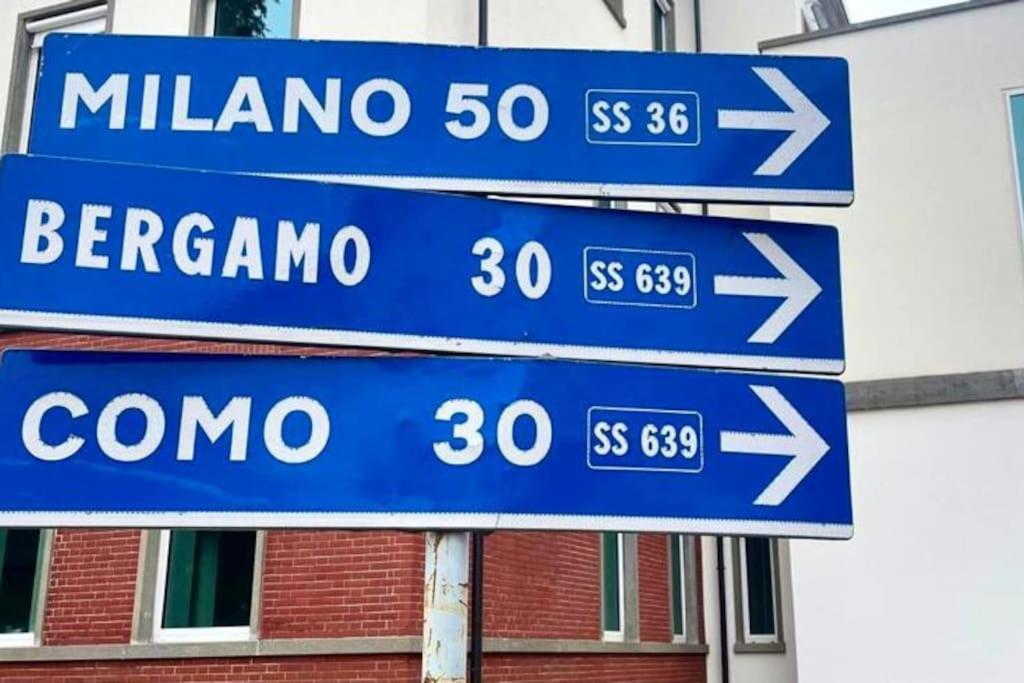 MILANO 50 SS 36
BERGAMO 30 SS 639
COMO 30 SS 639